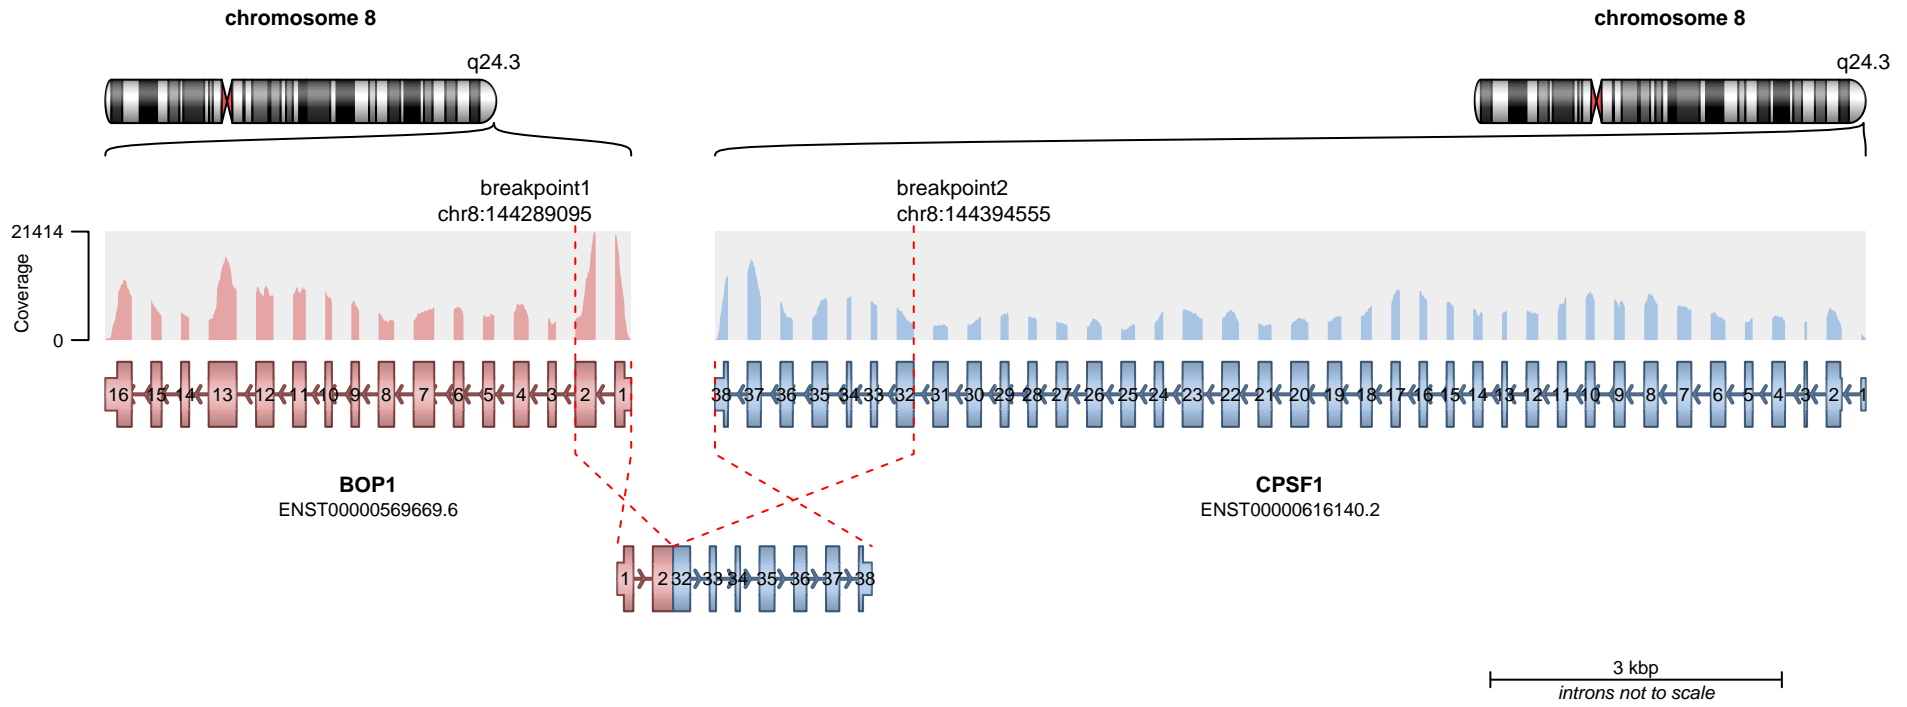 chromosome 8
chromosome 8
q24.3
q24.3
breakpoint1
chr8:144289095
breakpoint2
chr8:144394555
21414
Coverage
0
16 15 14 13 12 11 10 9 8 7 6 5 4 3 2 1
38 37 36 35 34 33 32 31 30 29 28 27 26 25 24 23 22 21 20 19 18 17 16 15 14 13 12 11 10 9 8 7 6 5 4 3 2 1
BOP1
ENST00000569669.6
CPSF1
ENST00000616140.2
1 2 32 33 34 35 36 37 38
3 kbp
introns not to scale